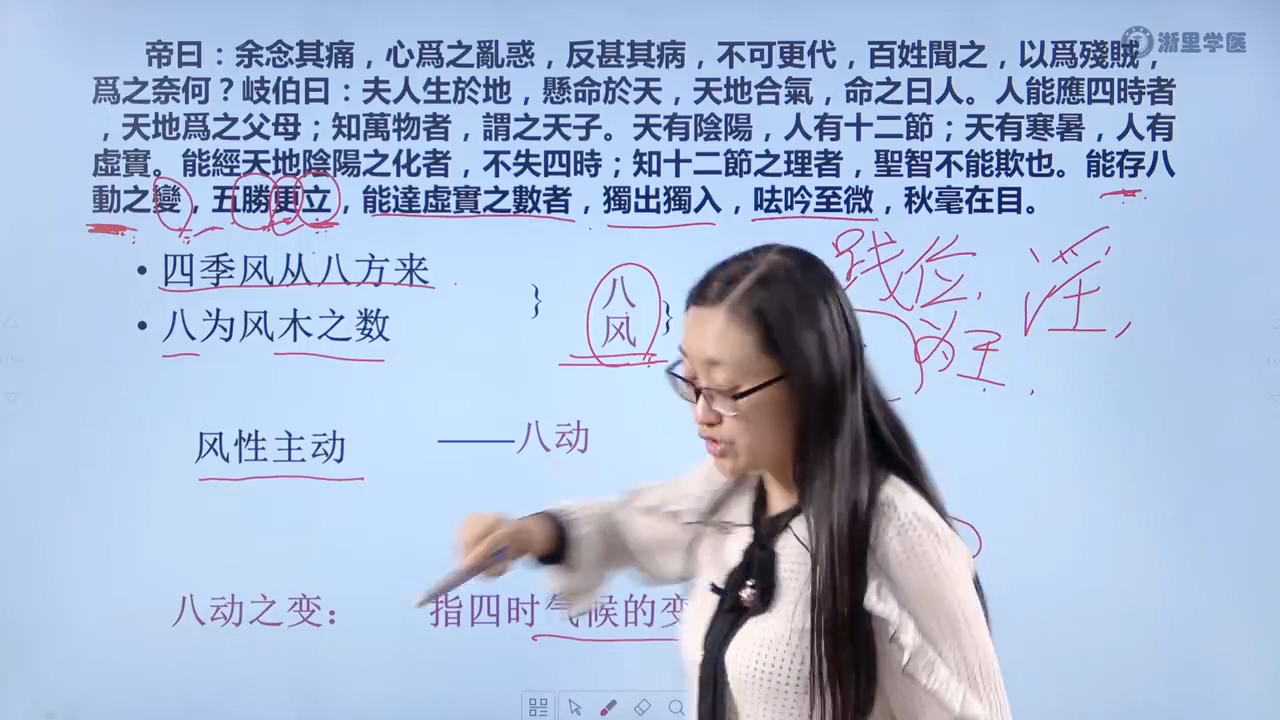 浙里学医
帝曰：余念其痛，心爲之亂惑，反甚其病，不可更代，百姓聞之，以爲殘賊，
爲之奈何？岐伯曰：夫人生於地，懸命於天，天地合氣，命之曰人。人能應四時者
，天地爲之父母；知萬物者，謂之天子。天有陰陽，人有十二節；天有寒暑，人有
虛實。能經天地陰陽之化者，不失四時；知十二節之理者，聖智不能欺也。能存八
動之變，五勝更立，能達虛實之數者，獨出獨入，呿吟至微，秋毫在目。
• 四季风从八方来
• 八为风木之数
}
八
风
}
风性主动
——八动
八动之变：
指四时气候的变